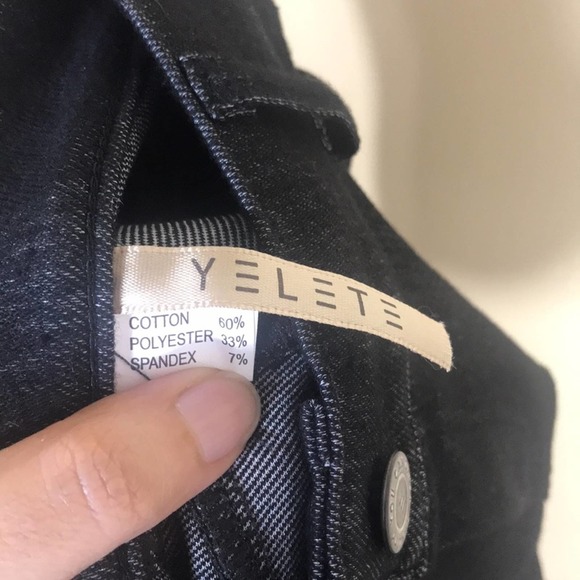 YELETE
COTTON 60%
POLYESTER 33%
SPANDEX 7%